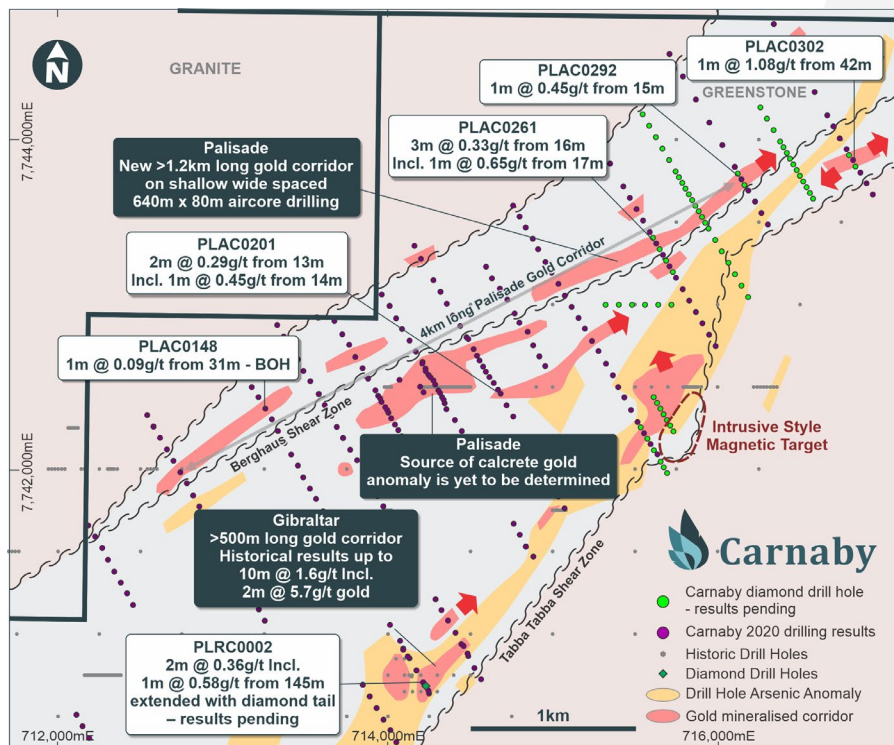 N
GRANITE
PLAC0302
1m @ 1.08g/t from 42m
PLAC0292
1m @ 0.45g/t from 15m
GREENSTONE
7,744,000mE
PLAC0261
3m @ 0.33g/t from 16m
Incl. 1m @ 0.65g/t from 17m
Palisade
New >1.2km long gold corridor
on shallow wide spaced
640m x 80m aircore drilling
PLAC0201
2m @ 0.29g/t from 13m
Incl. 1m @ 0.45g/t from 14m
4km long Palisade Gold Corridor
PLAC0148
1m @ 0.09g/t from 31m - BOH
Berghaus Shear Zone
Intrusive Style
Magnetic Target
Palisade
Source of calcrete gold
anomaly is yet to be determined
7,742,000mE
Gibraltar
>500m long gold corridor
Historical results up to
10m @ 1.6g/t Incl.
2m @ 5.7g/t gold
Tabba Tabba Shear Zone
PLRC0002
2m @ 0.36g/t Incl.
1m @ 0.58g/t from 145m
extended with diamond tail
– results pending
Carnaby
Carnaby diamond drill hole
- results pending
Carnaby 2020 drilling results
Historic Drill Holes
Diamond Drill Holes
Drill Hole Arsenic Anomaly
Gold mineralised corridor
1km
712,000mE
714,000mE
716,000mE